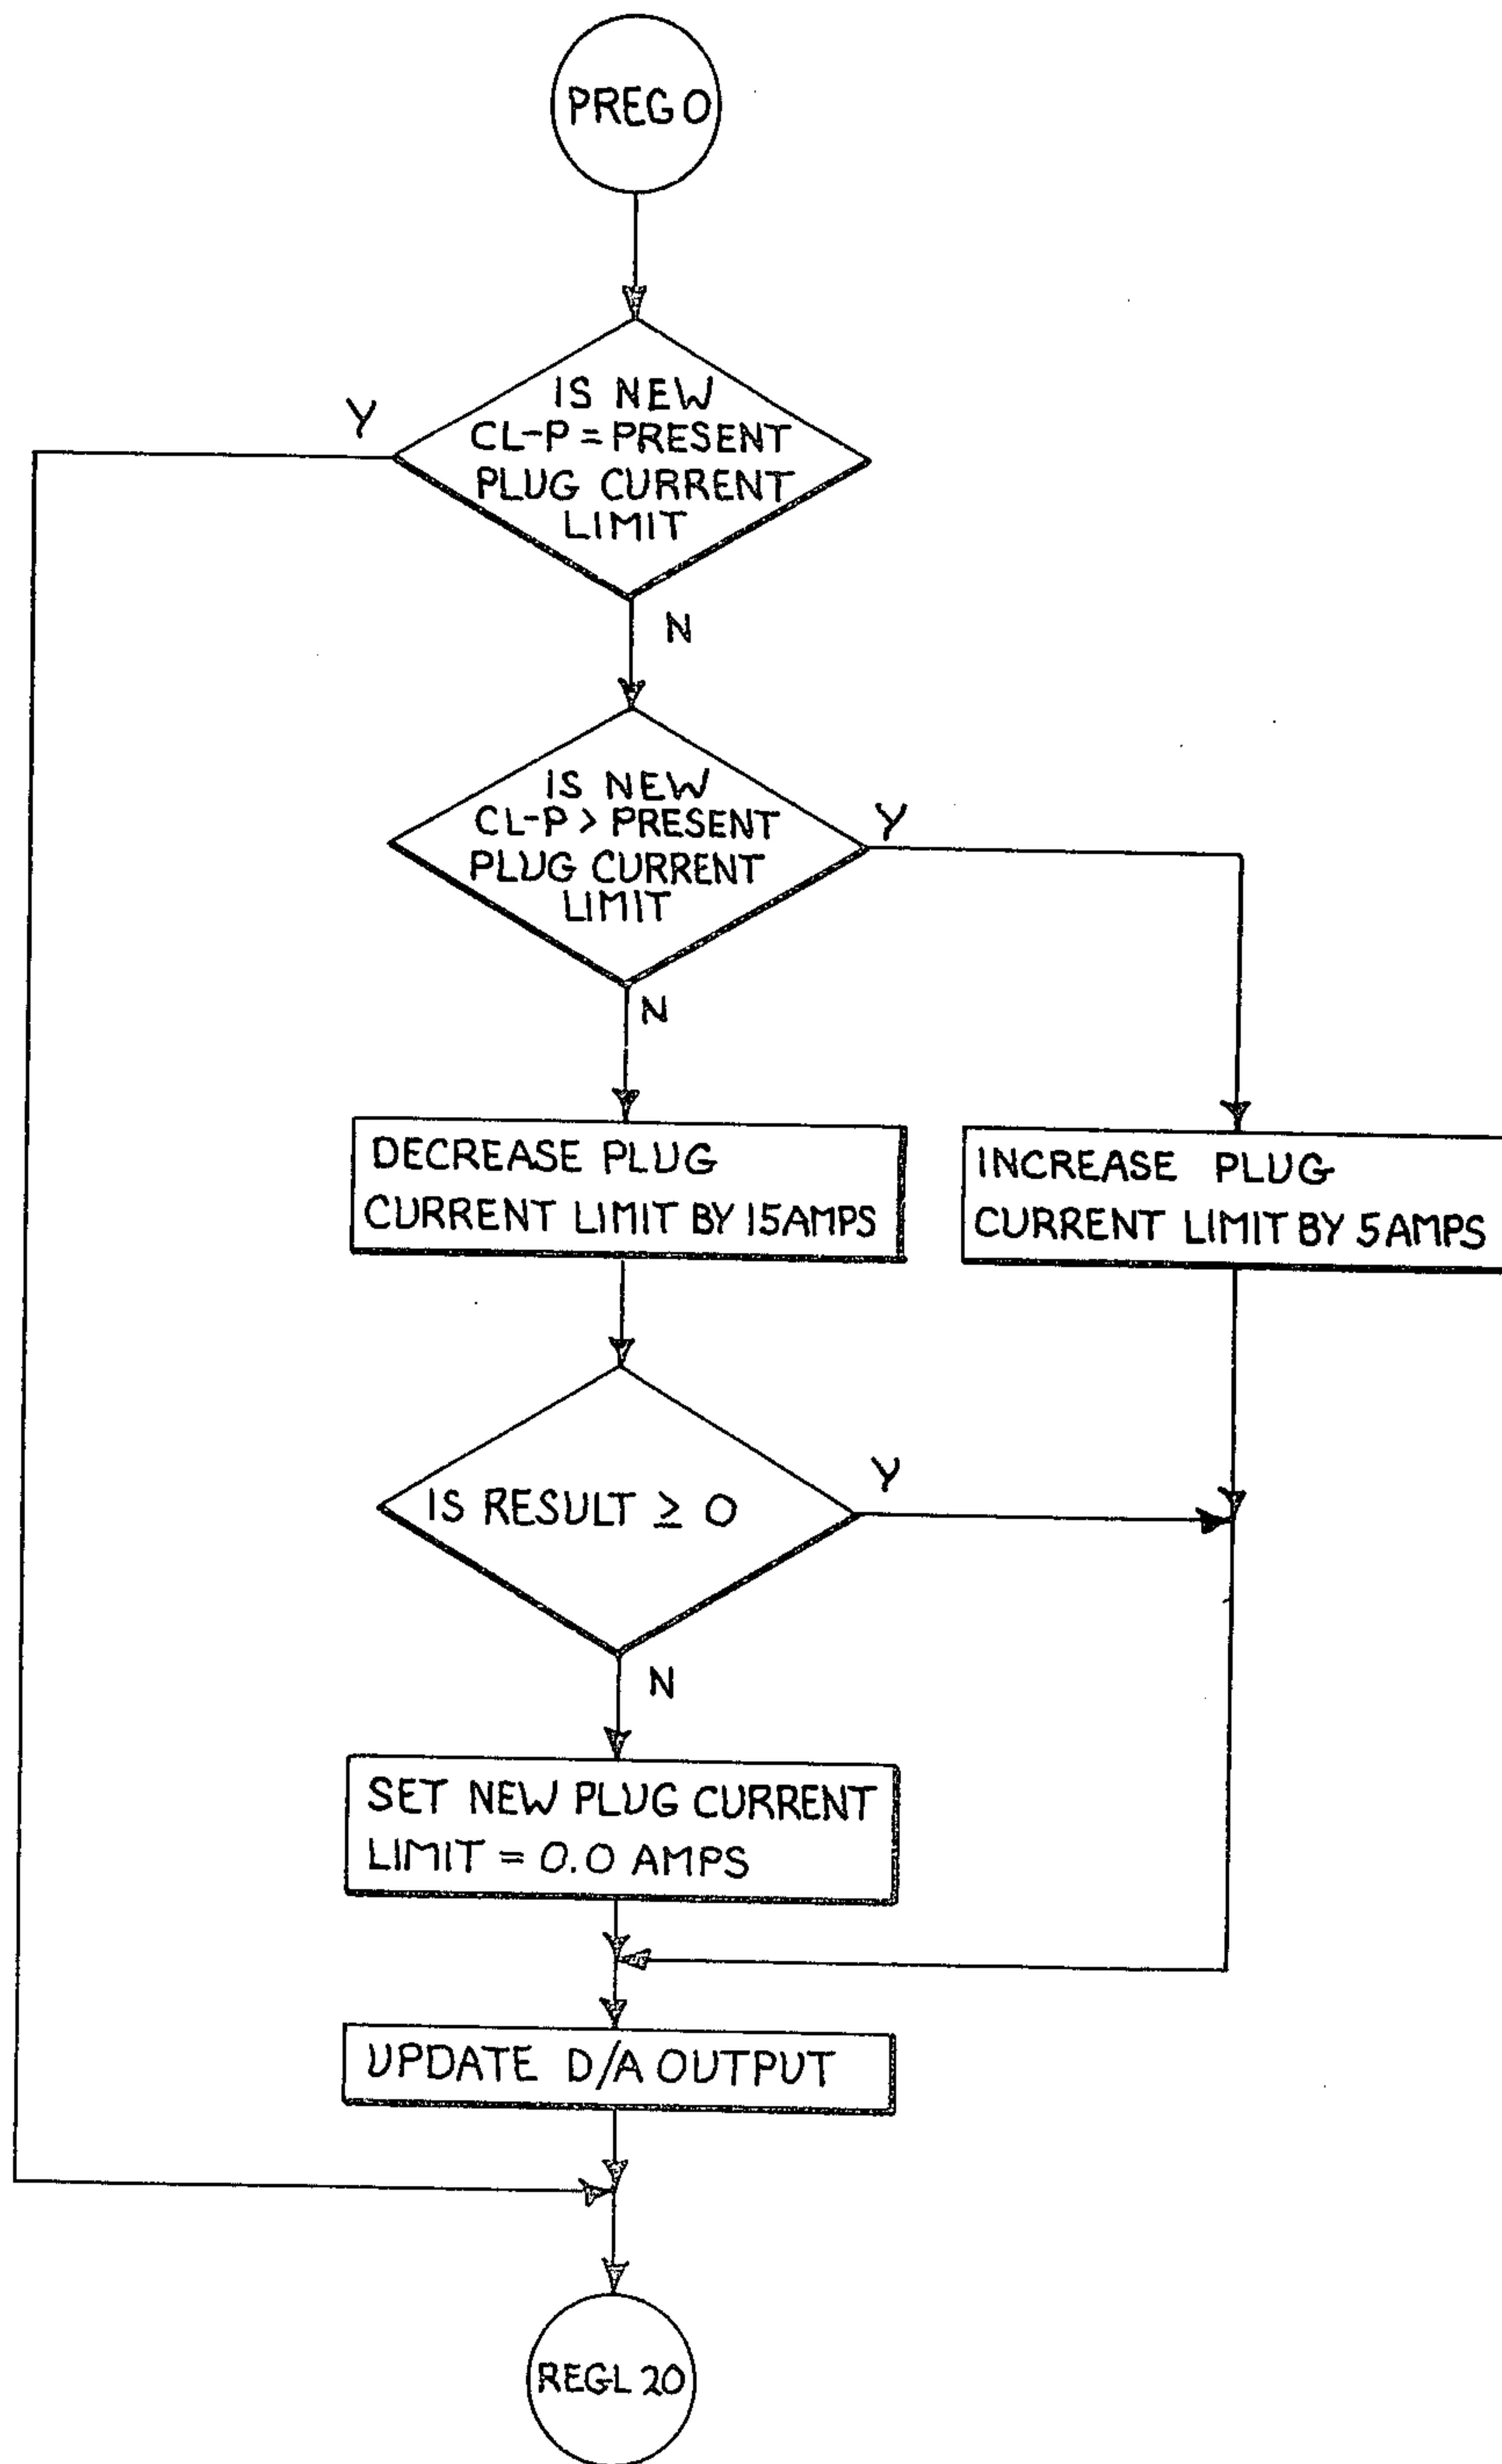 PREG 0
IS NEW
CL-P = PRESENT
PLUG CURRENT
LIMIT
Y
N
IS NEW
CL-P > PRESENT
PLUG CURRENT
LIMIT
Y
N
DECREASE PLUG
CURRENT LIMIT BY 15AMPS
INCREASE PLUG
CURRENT LIMIT BY 5AMPS
IS RESULT ≥ 0
Y
N
SET NEW PLUG CURRENT
LIMIT = 0.0 AMPS
UPDATE D/A OUTPUT
REGL 20